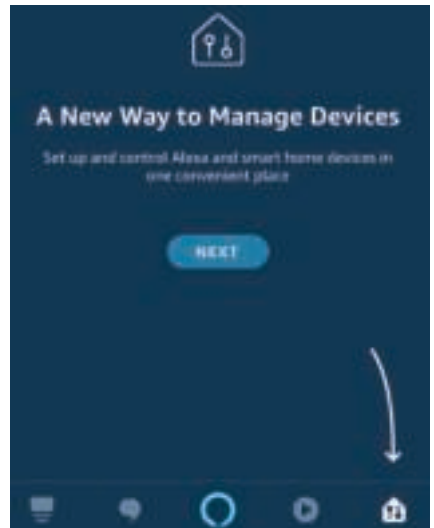 A New Way to Manage Devices
Set up and control Alexa and smart home devices in
one convenient place
NEXT